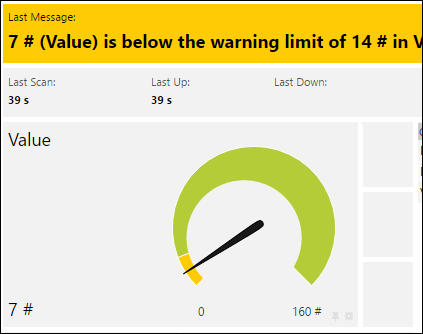 Last Message:
7 # (Value) is below the warning limit of 14 # in V
Last Scan: Last Up: Last Down:
39 s 39 s
Value
7 # 0 160 #